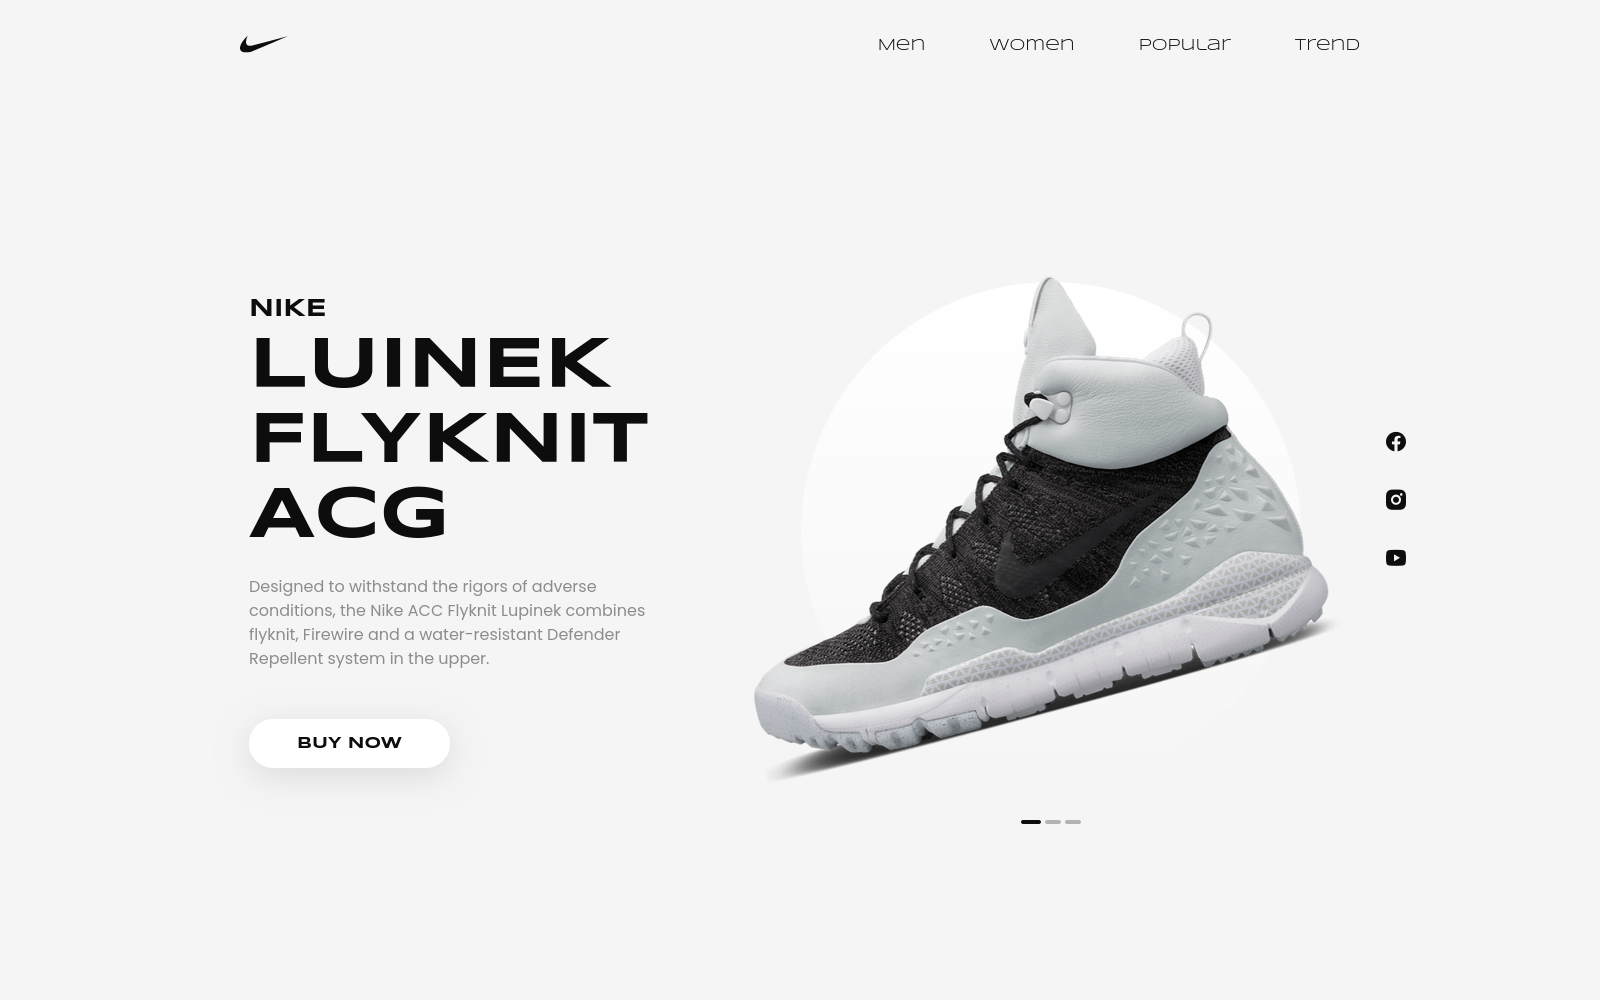 Men
Women
Popular
Trend
NIKE
LUINEK
FLYKNIT
ACG
Designed to withstand the rigors of adverse
conditions, the Nike ACC Flyknit Lupinek combines
flyknit, Firewire and a water-resistant Defender
Repellent system in the upper.
BUY NOW